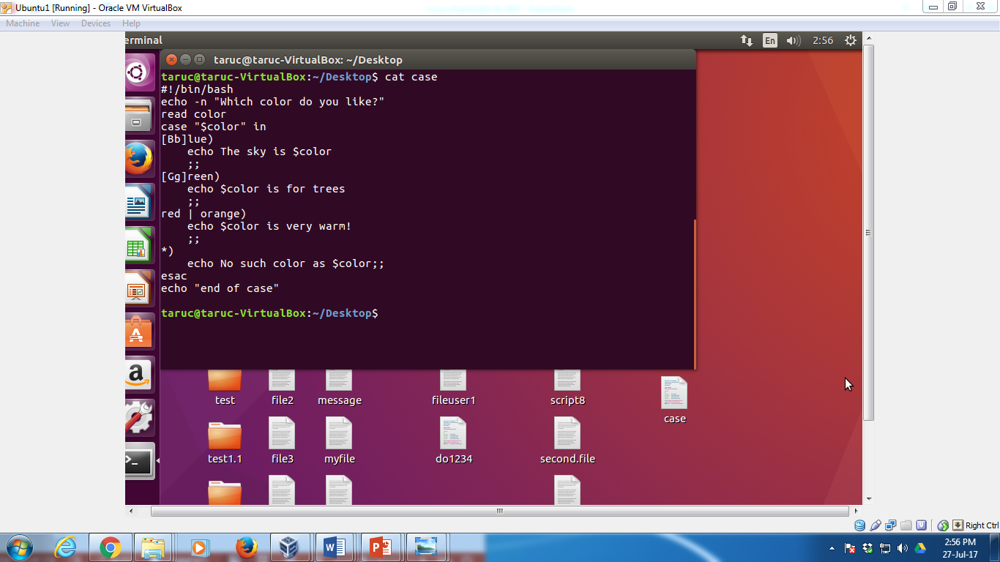 Ubuntu1 [Running] - Oracle VM VirtualBox
Machine View Devices Help
erminal
En
2:56
taruc@taruc-VirtualBox: ~/Desktop
taruc@taruc-VirtualBox:~/Desktop$ cat case
#!/bin/bash
echo -n "Which color do you like?"
read color
case "$color" in
[Bb]lue)
    echo The sky is $color
    ;;
[Gg]reen)
    echo $color is for trees
    ;;
red | orange)
    echo $color is very warm!
    ;;
*)
    echo No such color as $color;;
esac
echo "end of case"
taruc@taruc-VirtualBox:~/Desktop$
test file2 message fileuser1 script8
case
test1.1 file3 myfile do1234 second.file
Right Ctrl
2:56 PM
27-Jul-17